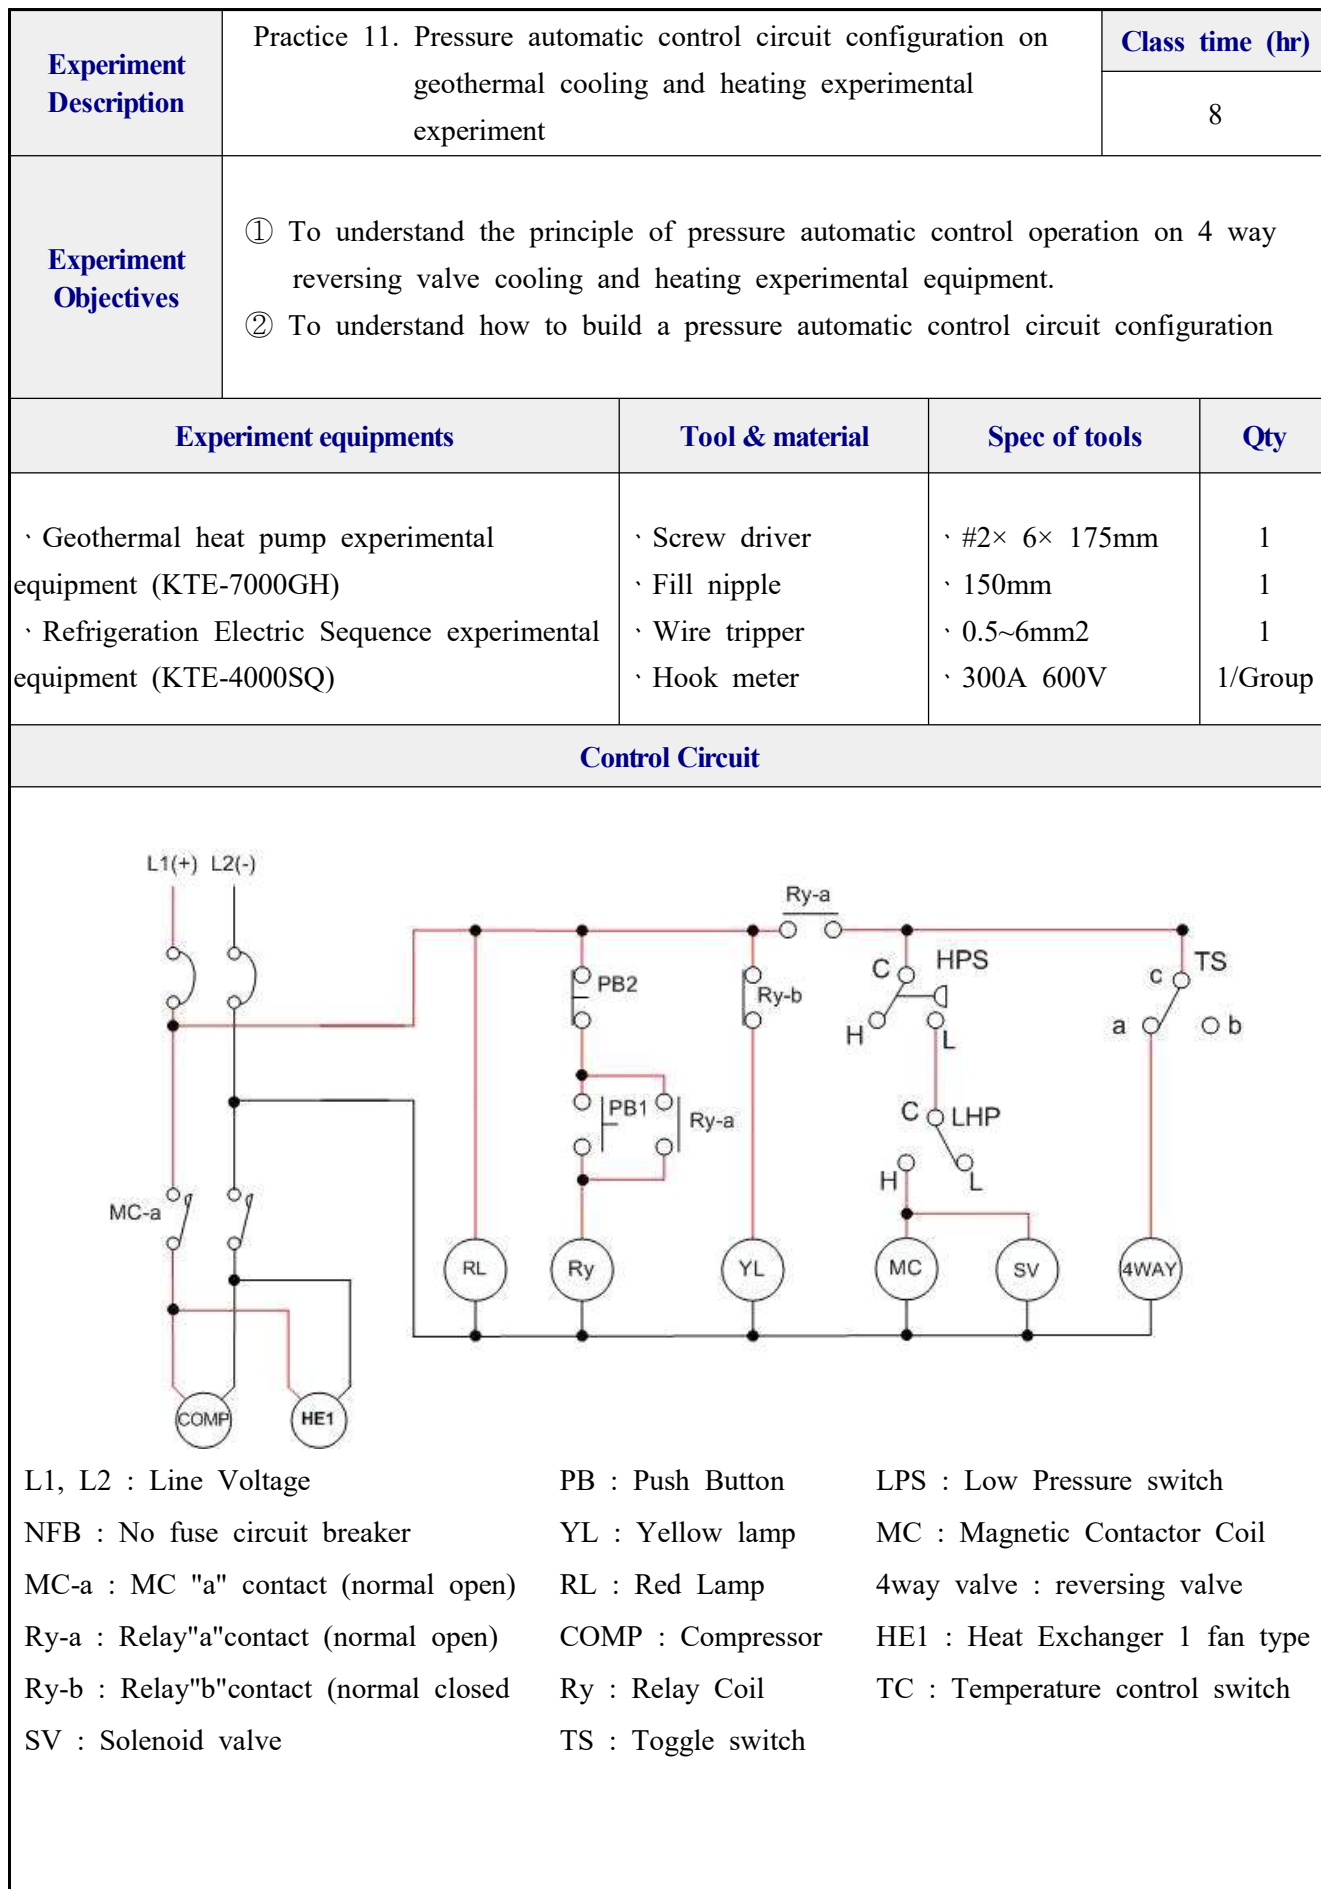 Experiment
Description
Practice 11. Pressure automatic control circuit configuration on
geothermal cooling and heating experimental
experiment
Class time (hr)
8
Experiment
Objectives
① To understand the principle of pressure automatic control operation on 4 way
reversing valve cooling and heating experimental equipment.
② To understand how to build a pressure automatic control circuit configuration
Experiment equipments
Tool & material
Spec of tools
Qty
、Geothermal heat pump experimental
equipment (KTE-7000GH)
、Refrigeration Electric Sequence experimental
equipment (KTE-4000SQ)
、Screw driver
、Fill nipple
、Wire tripper
、Hook meter
、#2× 6× 175mm
、150mm
、0.5~6mm2
、300A 600V
1
1
1
1/Group
Control Circuit
L1(+) L2(-)
Ry-a
PB2
Ry-b
C HPS
H
L
c TS
a
b
PB1
Ry-a
C LHP
H
L
MC-a
RL
Ry
YL
MC
SV
4WAY
COMP
HE1
L1, L2 : Line Voltage
NFB : No fuse circuit breaker
MC-a : MC "a" contact (normal open)
Ry-a : Relay"a"contact (normal open)
Ry-b : Relay"b"contact (normal closed
SV : Solenoid valve
PB : Push Button
YL : Yellow lamp
RL : Red Lamp
COMP : Compressor
Ry : Relay Coil
TS : Toggle switch
LPS : Low Pressure switch
MC : Magnetic Contactor Coil
4way valve : reversing valve
HE1 : Heat Exchanger 1 fan type
TC : Temperature control switch